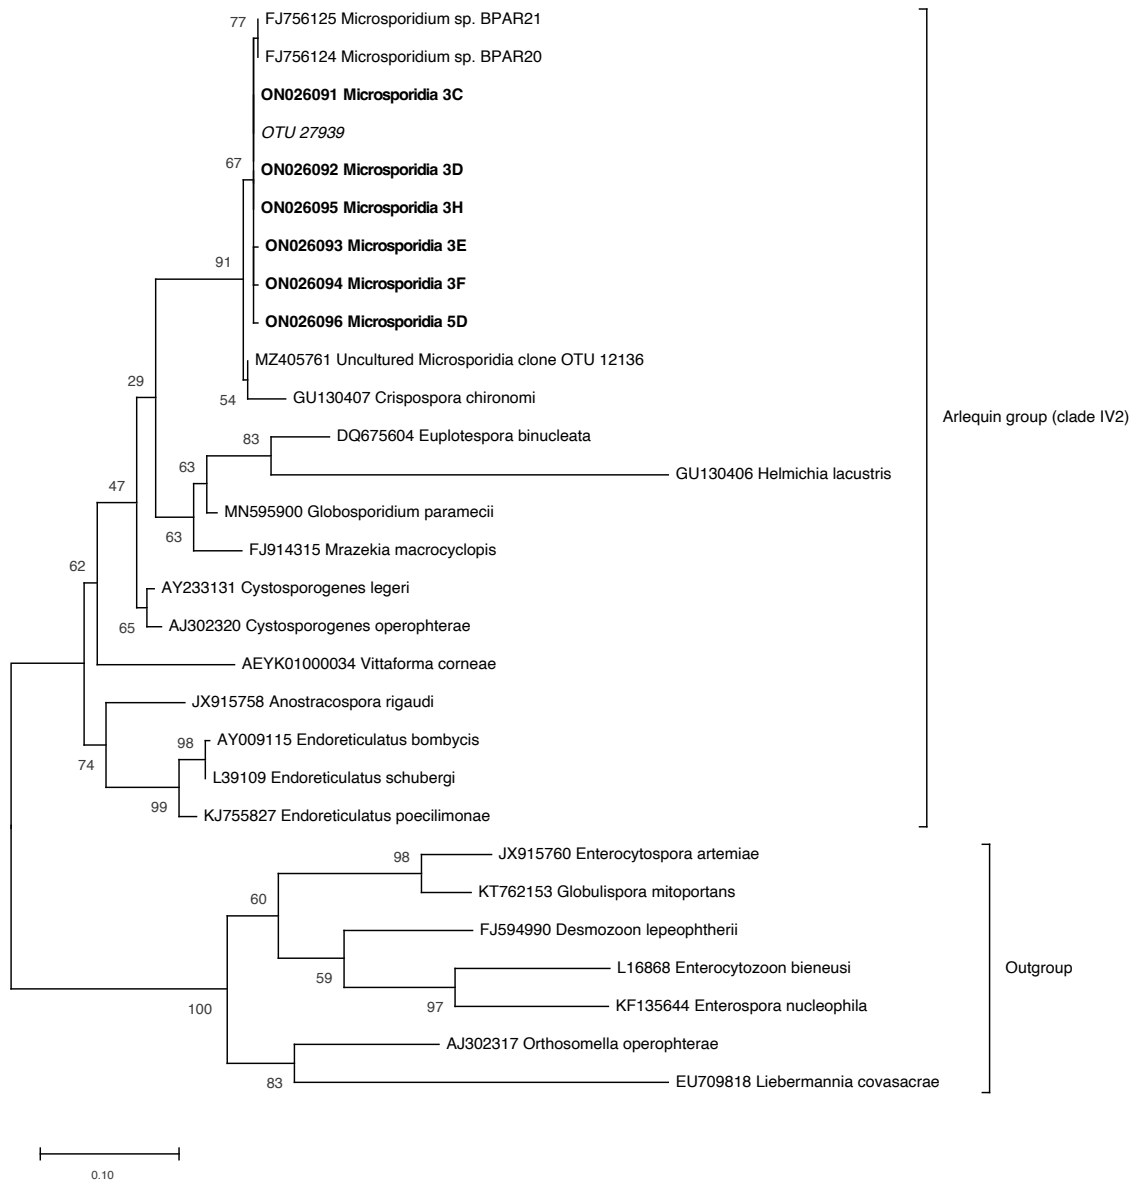 77
FJ756125 Microsporidium sp. BPAR21
FJ756124 Microsporidium sp. BPAR20
ON026091 Microsporidia 3C
OTU 27939
67
ON026092 Microsporidia 3D
ON026095 Microsporidia 3H
ON026093 Microsporidia 3E
91
ON026094 Microsporidia 3F
ON026096 Microsporidia 5D
MZ405761 Uncultured Microsporidia clone OTU 12136
29
54
GU130407 Crispospora chironomi
Arlequin group (clade IV2)
83
DQ675604 Euplotespora binucleata
63
GU130406 Helmichia lacustris
47
MN595900 Globosporidium paramecii
63
FJ914315 Mrazekia macrocyclopis
62
AY233131 Cystosporogenes legeri
65
AJ302320 Cystosporogenes operophterae
AEYK01000034 Vittaforma corneae
JX915758 Anostracospora rigaudi
98
AY009115 Endoreticulatus bombycis
74
L39109 Endoreticulatus schubergi
99
KJ755827 Endoreticulatus poecilimonae
98
JX915760 Enterocytospora artemiae
60
KT762153 Globulispora mitoportans
FJ594990 Desmozoon lepeophtherii
59
L16868 Enterocytozoon bieneusi
Outgroup
100
97
KF135644 Enterospora nucleophila
AJ302317 Orthosomella operophterae
83
EU709818 Liebermannia covasacrae
0.10